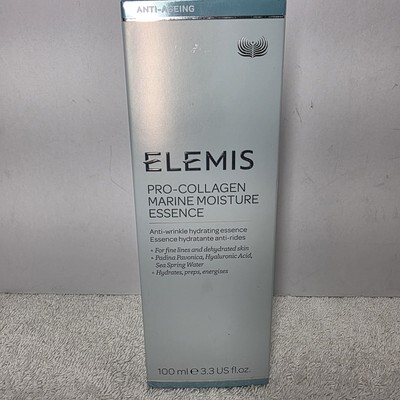 ANTI-AGEING
ELEMIS
PRO-COLLAGEN
MARINE MOISTURE
ESSENCE
Anti-wrinkle hydrating essence
Essence hydratante anti-rides
• For fine lines and dehydrated skin
• Padina Pavonica, Hyaluronic Acid,
Sea Spring Water
• Hydrates, preps, energises
100 ml e 3.3 US fl.oz.